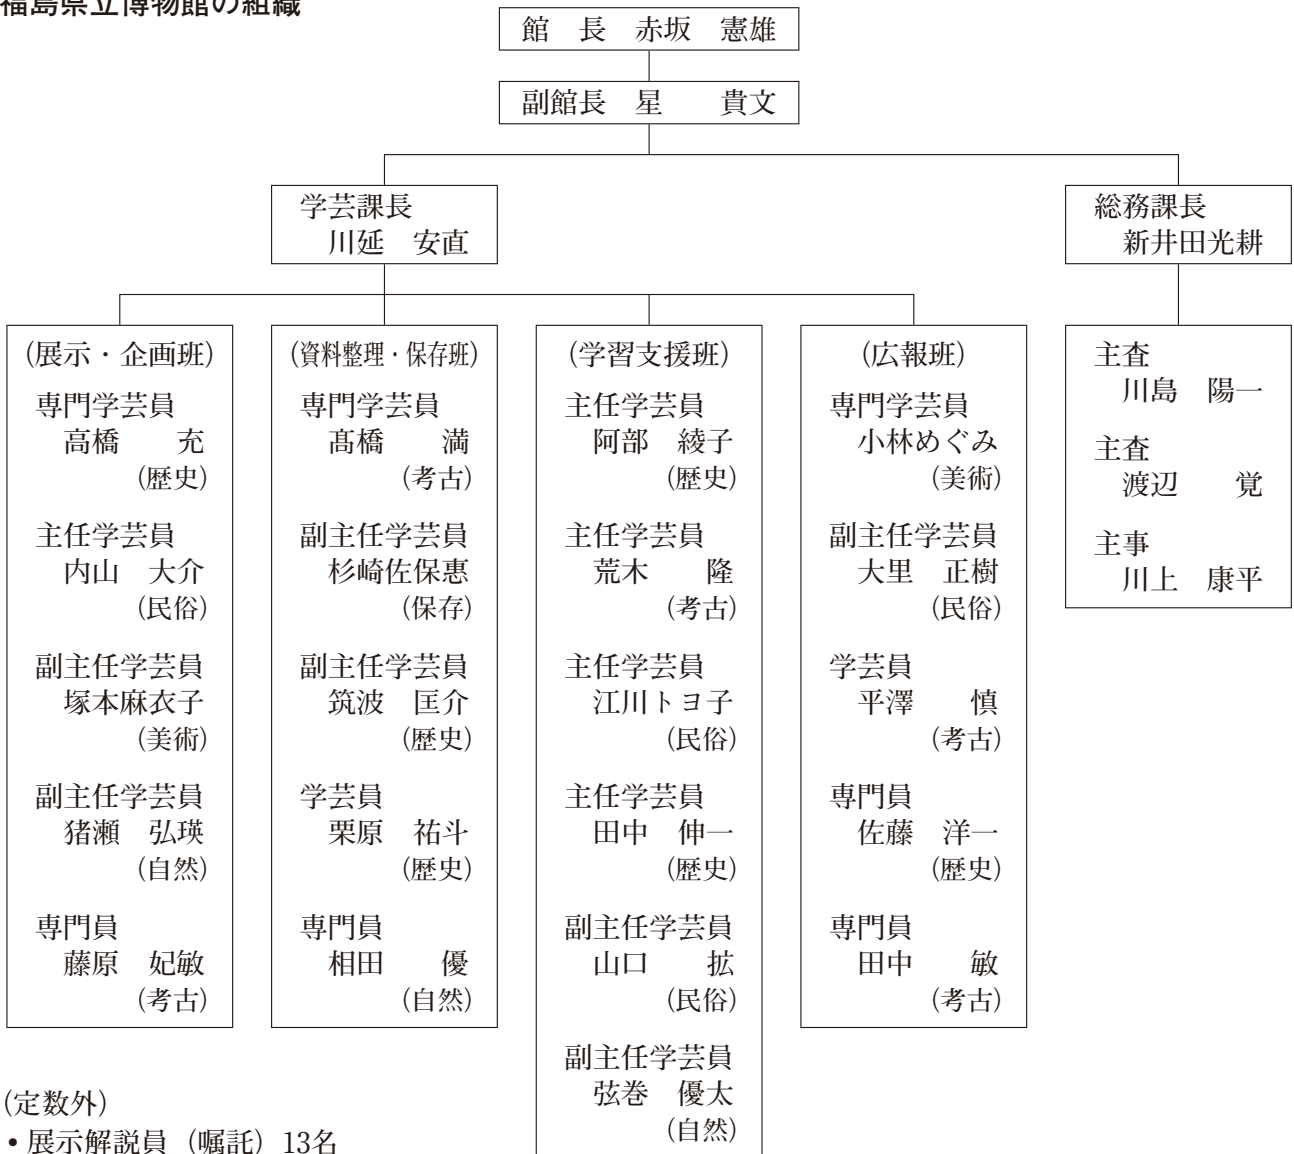 福島県立博物館の組織
館　長　赤坂　憲雄
副館長　星　　貴文
学芸課長
川延　安直
総務課長
新井田光耕
（展示・企画班）
専門学芸員
高橋　　充
（歴史）
主任学芸員
内山　大介
（民俗）
副主任学芸員
塚本麻衣子
（美術）
副主任学芸員
猪瀬　弘瑛
（自然）
専門員
藤原　妃敏
（考古）
（資料整理・保存班）
専門学芸員
髙橋　　満
（考古）
副主任学芸員
杉崎佐保惠
（保存）
副主任学芸員
筑波　匡介
（歴史）
学芸員
栗原　祐斗
（歴史）
専門員
相田　　優
（自然）
（学習支援班）
主任学芸員
阿部　綾子
（歴史）
主任学芸員
荒木　　隆
（考古）
主任学芸員
江川トヨ子
（民俗）
主任学芸員
田中　伸一
（歴史）
副主任学芸員
山口　　拡
（民俗）
副主任学芸員
弦巻　優太
（自然）
（広報班）
専門学芸員
小林めぐみ
（美術）
副主任学芸員
大里　正樹
（民俗）
学芸員
平澤　　慎
（考古）
専門員
佐藤　洋一
（歴史）
専門員
田中　　敏
（考古）
主査
川島　陽一
主査
渡辺　　覚
主事
川上　康平
（定数外）
・展示解説員（嘱託）13名